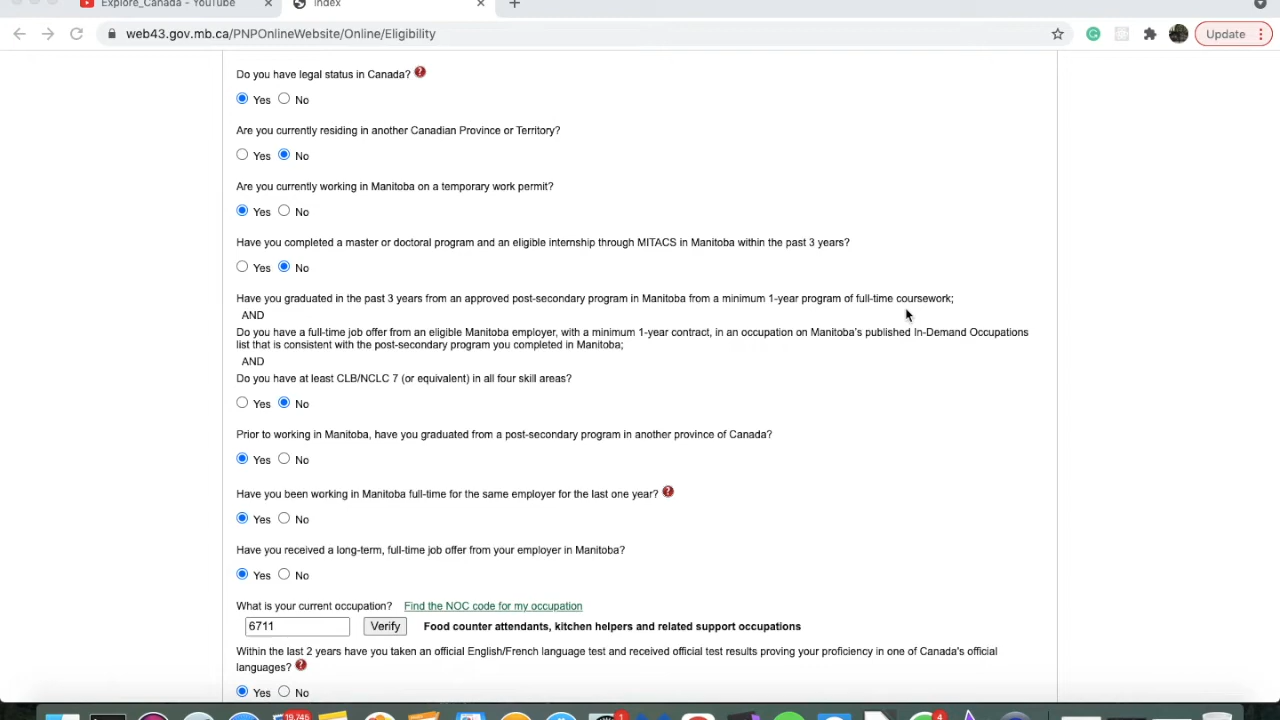 Explore_Canada - YouTube
Index
web43.gov.mb.ca/PNPOnlineWebsite/Online/Eligibility
Update
Do you have legal status in Canada? ?
Yes No
Are you currently residing in another Canadian Province or Territory?
Yes No
Are you currently working in Manitoba on a temporary work permit?
Yes No
Have you completed a master or doctoral program and an eligible internship through MITACS in Manitoba within the past 3 years?
Yes No
Have you graduated in the past 3 years from an approved post-secondary program in Manitoba from a minimum 1-year program of full-time coursework;
AND
Do you have a full-time job offer from an eligible Manitoba employer, with a minimum 1-year contract, in an occupation on Manitoba's published In-Demand Occupations
list that is consistent with the post-secondary program you completed in Manitoba;
AND
Do you have at least CLB/NCLC 7 (or equivalent) in all four skill areas?
Yes No
Prior to working in Manitoba, have you graduated from a post-secondary program in another province of Canada?
Yes No
Have you been working in Manitoba full-time for the same employer for the last one year? ?
Yes No
Have you received a long-term, full-time job offer from your employer in Manitoba?
Yes No
What is your current occupation? Find the NOC code for my occupation
6711 Verify Food counter attendants, kitchen helpers and related support occupations
Within the last 2 years have you taken an official English/French language test and received official test results proving your proficiency in one of Canada's official
languages? ?
Yes No
19,745 1 4